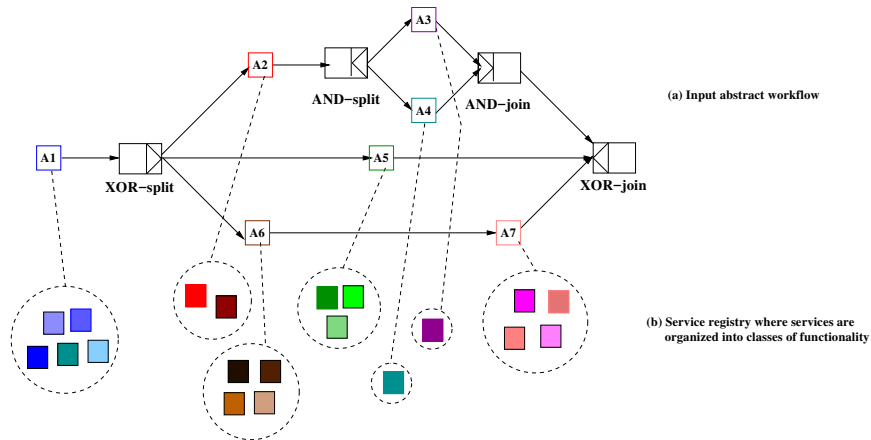 A3
A2
AND-split
A4
AND-join
(a) Input abstract workflow
A1
XOR-split
A5
XOR-join
A6
A7
(b) Service registry where services are
organized into classes of functionality